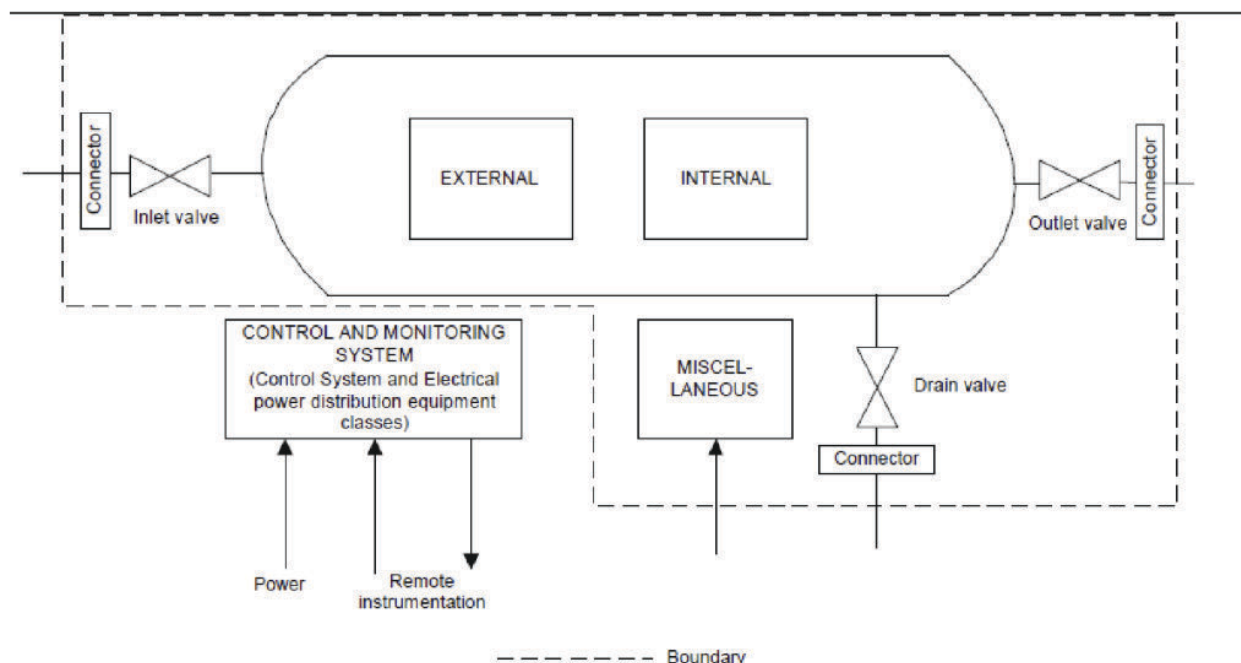 Connector
Inlet valve
EXTERNAL
INTERNAL
Outlet valve
Connector
CONTROL AND MONITORING
SYSTEM
(Control System and Electrical
power distribution equipment
classes)
MISCEL-
LANEOUS
Drain valve
Connector
Power
Remote
instrumentation
Boundary